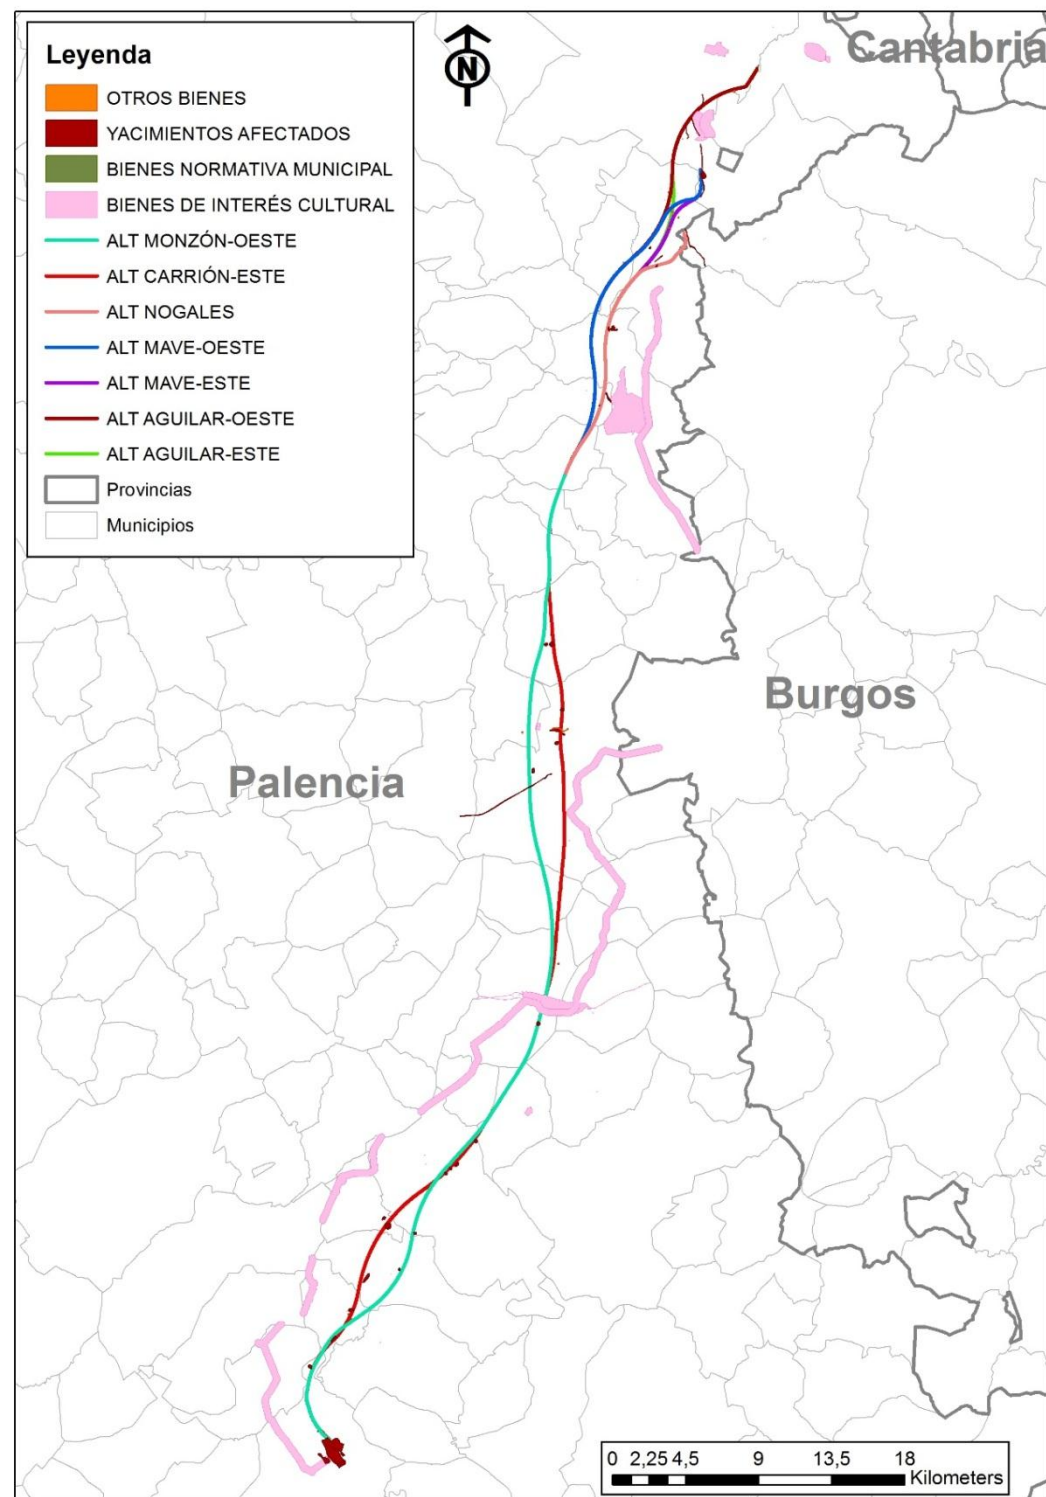 Leyenda
OTROS BIENES
YACIMIENTOS AFECTADOS
BIENES NORMATIVA MUNICIPAL
BIENES DE INTERÉS CULTURAL
ALT MONZÓN-OESTE
ALT CARRIÓN-ESTE
ALT NOGALES
ALT MAVE-OESTE
ALT MAVE-ESTE
ALT AGUILAR-OESTE
ALT AGUILAR-ESTE
Provincias
Municipios
N
Cantabria
Burgos
Palencia
0 2,25 4,5 9 13,5 18
Kilometers